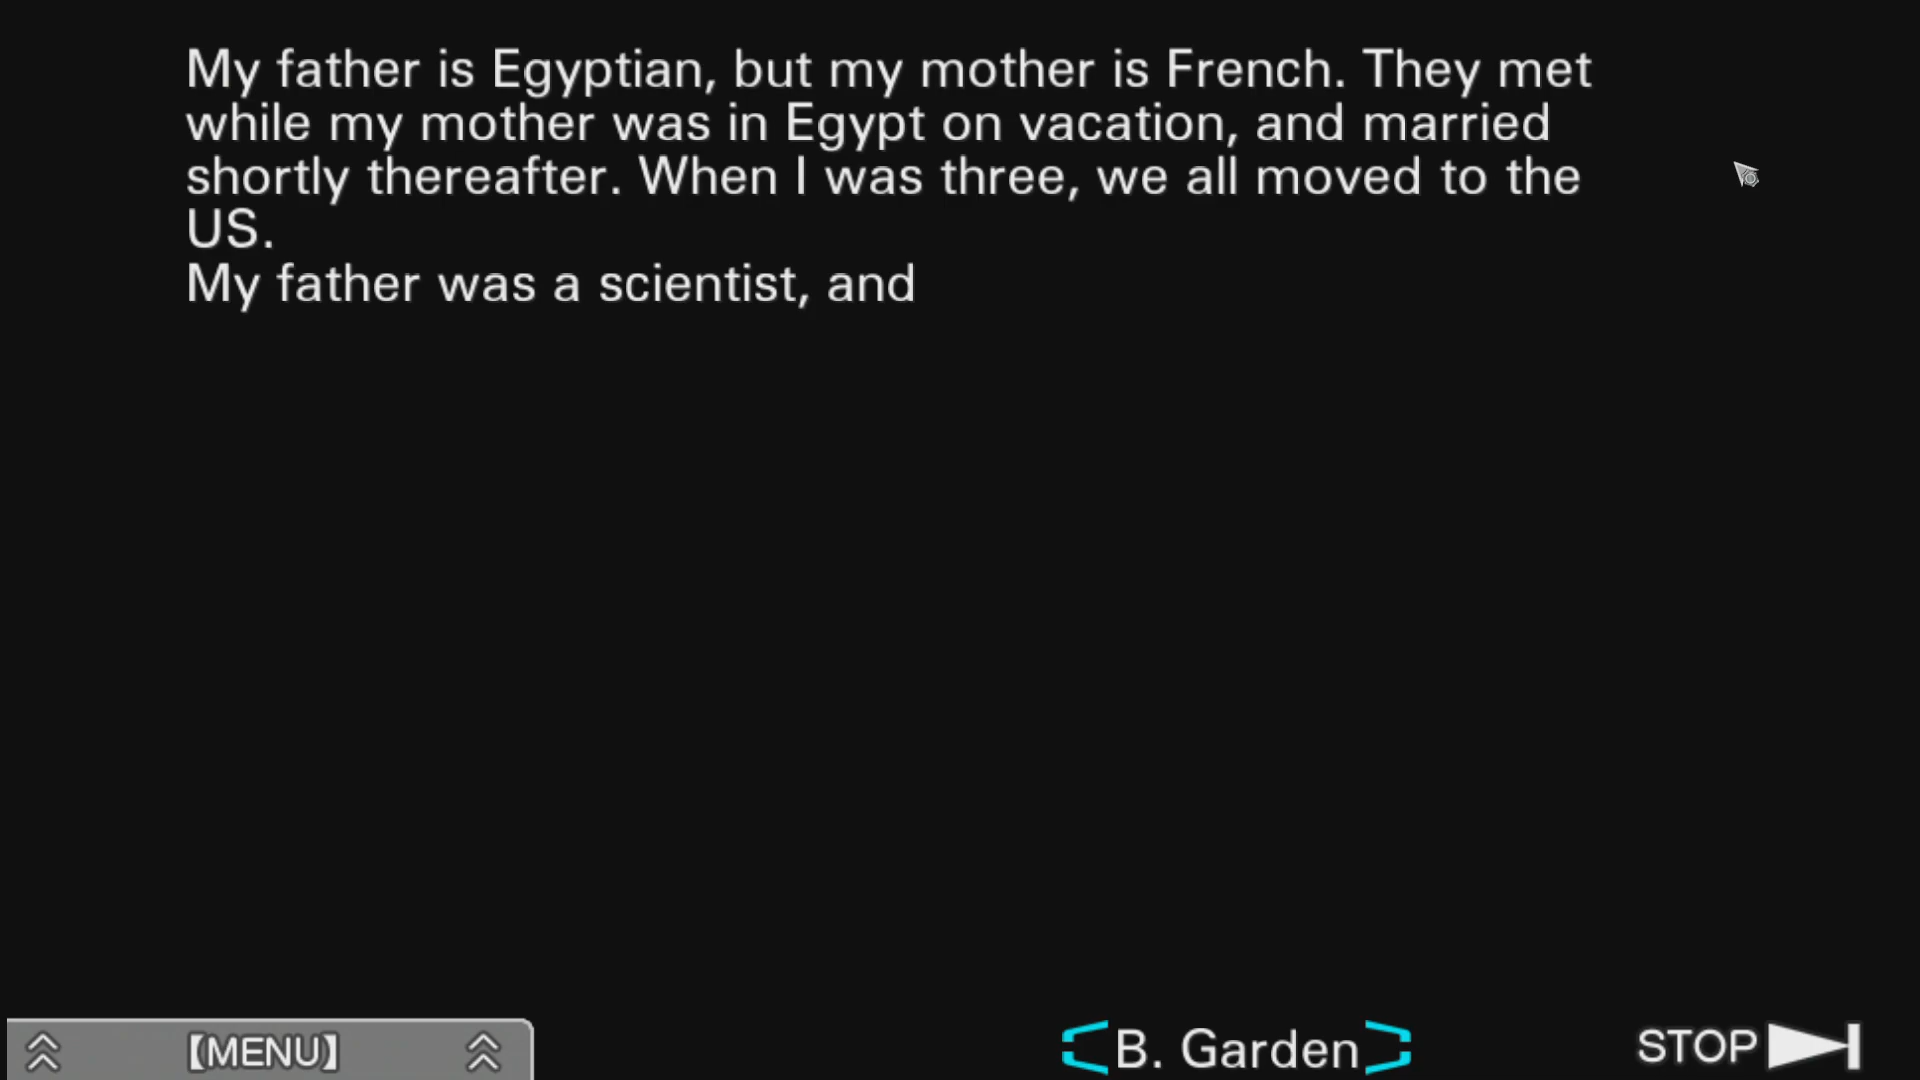 My father is Egyptian, but my mother is French. They met
while my mother was in Egypt on vacation, and married
shortly thereafter. When I was three, we all moved to the
US.
My father was a scientist, and
【MENU】
B. Garden
STOP